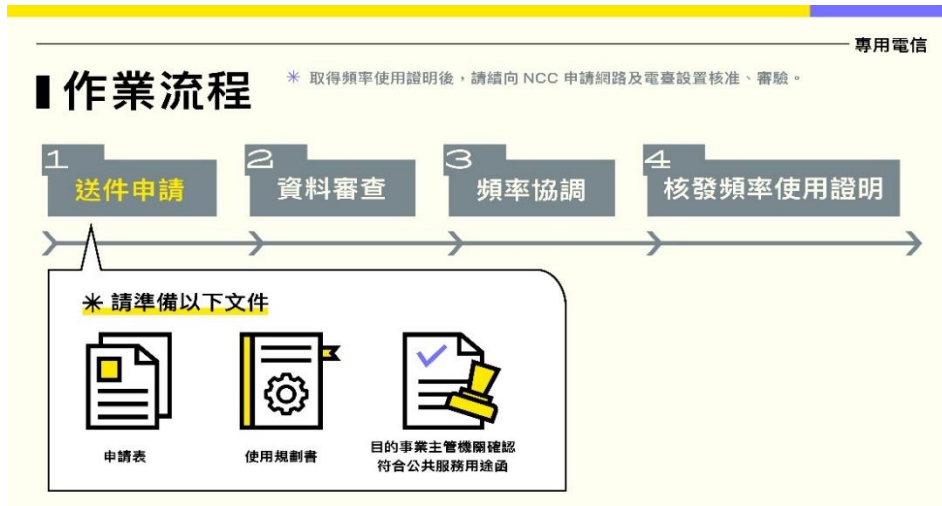 專用電信
作業流程
* 取得頻率使用證明後，請續向 NCC 申請網路及電臺設置核准、審驗。
1
送件申請
2
資料審查
3
頻率協調
4
核發頻率使用證明
* 請準備以下文件
申請表
使用規劃書
目的事業主管機關確認
符合公共服務用途函